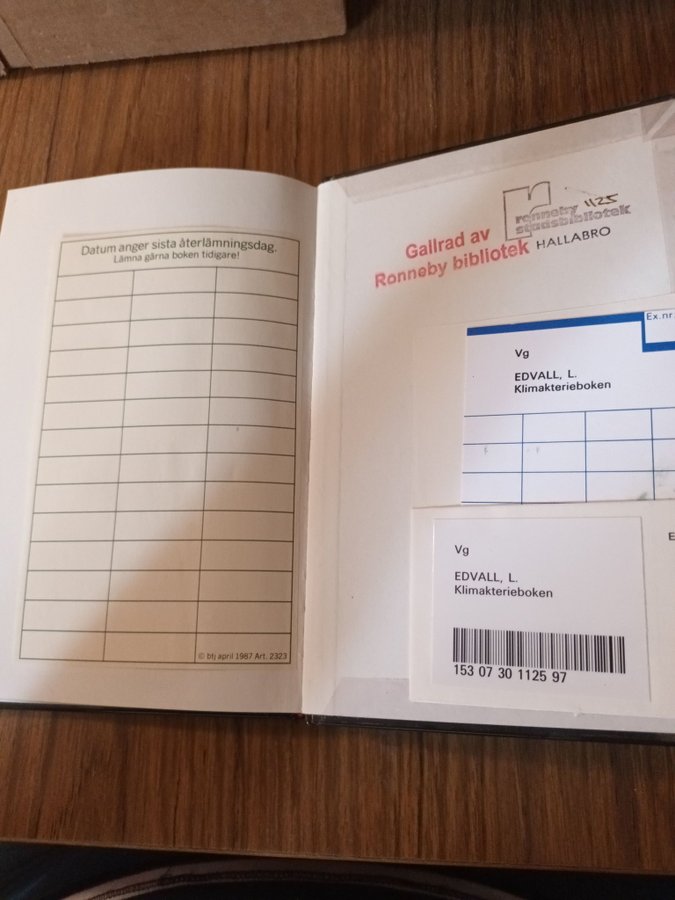 Datum anger sista återlämningsdag.
Lämna gärna boken tidigare!
© btj april 1987 Art. 2323
ronneby 1125
stadsbibliotek
HALLABRO
Gallrad av
Ronneby bibliotek
Ex.nr.
Vg
EDVALL, L.
Klimakterieboken
Vg
E
EDVALL, L.
Klimakterieboken
153 07 30 1125 97